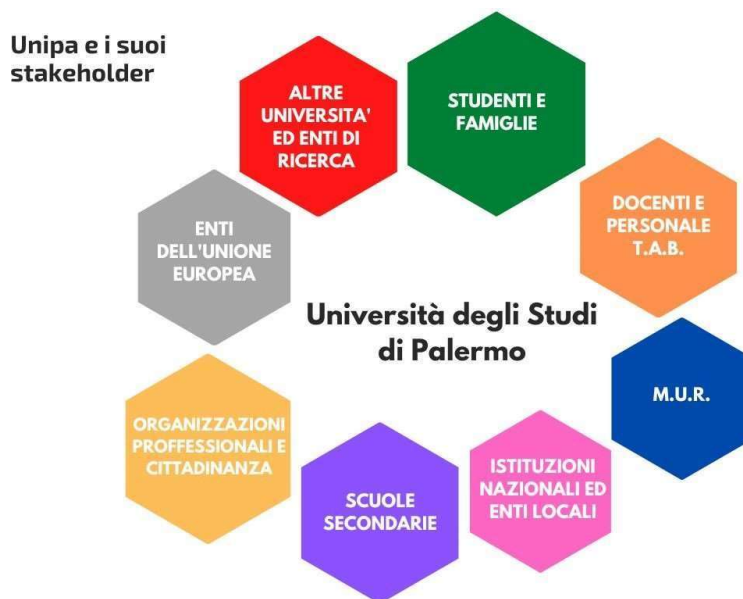 Unipa e i suoi
stakeholder
ALTRE
UNIVERSITA'
ED ENTI DI
RICERCA
STUDENTI E
FAMIGLIE
DOCENTI E
PERSONALE
T.A.B.
ENTI
DELL'UNIONE
EUROPEA
Università degli Studi
di Palermo
M.U.R.
ORGANIZZAZIONI
PROFFESSIONALI E
CITTADINANZA
SCUOLE
SECONDARIE
ISTITUZIONI
NAZIONALI ED
ENTI LOCALI